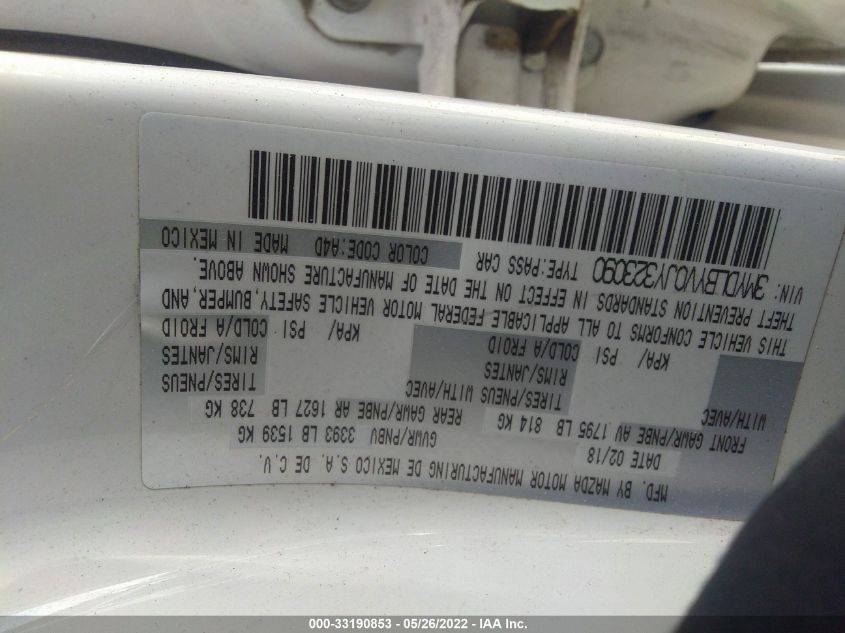 MFD. BY MAZDA MOTOR MANUFACTURING DE MEXICO S.A. DE C.V.
DATE 02/18 GVWR/PNBV 3393 LB 1539 KG
FRONT GAWR/PNBE AV 1795 LB 814 KG REAR GAWR/PNBE AR 1627 LB 738 KG
WITH/AVEC TIRES/PNEUS WITH/AVEC TIRES/PNEUS
RIMS/JANTES RIMS/JANTES
KPA/ PSI COLD/A FROID KPA/ PSI COLD/A FROID
THIS VEHICLE CONFORMS TO ALL APPLICABLE FEDERAL MOTOR VEHICLE SAFETY, BUMPER, AND
THEFT PREVENTION STANDARDS IN EFFECT ON THE DATE OF MANUFACTURE SHOWN ABOVE.
VIN: 3MYDLBYV0JY323090 TYPE:PASS CAR COLOR CODE:A4D MADE IN MEXICO
000-33190853 - 05/26/2022 - IAA Inc.